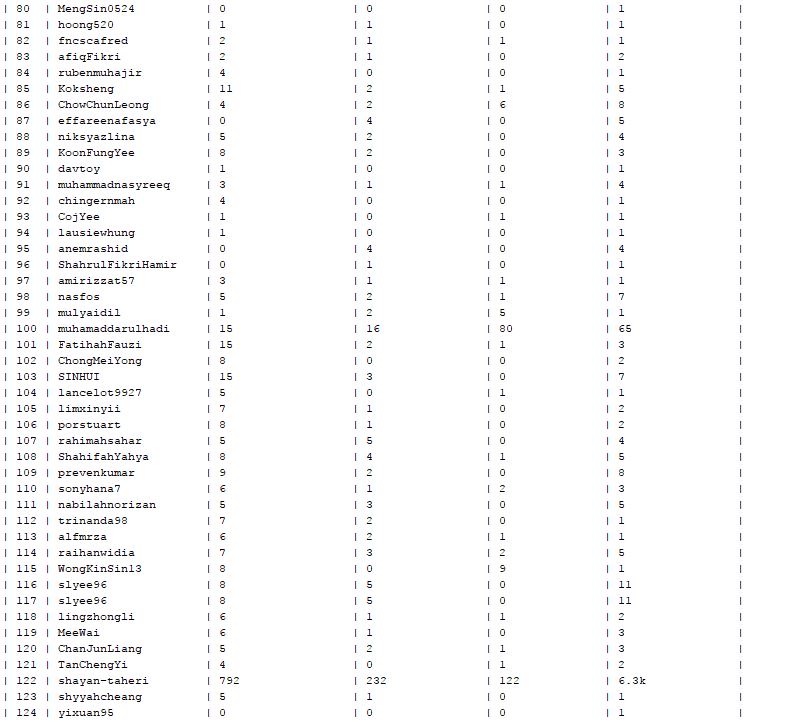 | 80 | MengSin0524 | 0 | 0 | 0 | 1 |
| 81 | hoong520 | 1 | 1 | 0 | 1 |
| 82 | fncscafred | 2 | 1 | 1 | 1 |
| 83 | afiqFikri | 2 | 1 | 0 | 2 |
| 84 | rubenmuhajir | 4 | 0 | 0 | 1 |
| 85 | Koksheng | 11 | 2 | 1 | 5 |
| 86 | ChowChunLeong | 4 | 2 | 6 | 8 |
| 87 | effareenafasya | 0 | 4 | 0 | 5 |
| 88 | niksyazlina | 5 | 2 | 0 | 4 |
| 89 | KoonFungYee | 8 | 2 | 0 | 3 |
| 90 | davtoy | 1 | 0 | 0 | 1 |
| 91 | muhammadnasyreeq | 3 | 1 | 1 | 4 |
| 92 | chingernmah | 4 | 0 | 0 | 1 |
| 93 | CojYee | 1 | 0 | 1 | 1 |
| 94 | lausiewhung | 1 | 0 | 0 | 1 |
| 95 | anemrashid | 0 | 4 | 0 | 4 |
| 96 | ShahrulFikriHamir | 0 | 1 | 0 | 1 |
| 97 | amirizzat57 | 3 | 1 | 1 | 1 |
| 98 | nasfos | 5 | 2 | 1 | 7 |
| 99 | mulyaidil | 1 | 2 | 5 | 1 |
| 100 | muhamaddarulhadi | 15 | 16 | 80 | 65 |
| 101 | FatihahFauzi | 15 | 2 | 1 | 3 |
| 102 | ChongMeiYong | 8 | 0 | 0 | 2 |
| 103 | SINHUI | 15 | 3 | 0 | 7 |
| 104 | lancelot9927 | 5 | 0 | 1 | 1 |
| 105 | limxinyii | 7 | 1 | 0 | 2 |
| 106 | porstuart | 8 | 1 | 0 | 2 |
| 107 | rahimahsahar | 5 | 5 | 0 | 4 |
| 108 | ShahifahYahya | 8 | 4 | 1 | 5 |
| 109 | prevenkumar | 9 | 2 | 0 | 8 |
| 110 | sonyhana7 | 6 | 1 | 2 | 3 |
| 111 | nabilahnorizan | 5 | 3 | 0 | 5 |
| 112 | trinanda98 | 7 | 2 | 0 | 1 |
| 113 | alfmrza | 6 | 2 | 1 | 1 |
| 114 | raihanwidia | 7 | 3 | 2 | 5 |
| 115 | WongKinSin13 | 8 | 0 | 9 | 1 |
| 116 | slyee96 | 8 | 5 | 0 | 11 |
| 117 | slyee96 | 8 | 5 | 0 | 11 |
| 118 | lingzhongli | 6 | 1 | 1 | 2 |
| 119 | MeeWai | 6 | 1 | 0 | 3 |
| 120 | ChanJunLiang | 5 | 2 | 1 | 3 |
| 121 | TanChengYi | 4 | 0 | 1 | 2 |
| 122 | shayan-taheri | 792 | 232 | 122 | 6.3k |
| 123 | shyyahcheang | 5 | 1 | 0 | 1 |
| 124 | yixuan95 | 0 | 0 | 0 | 1 |